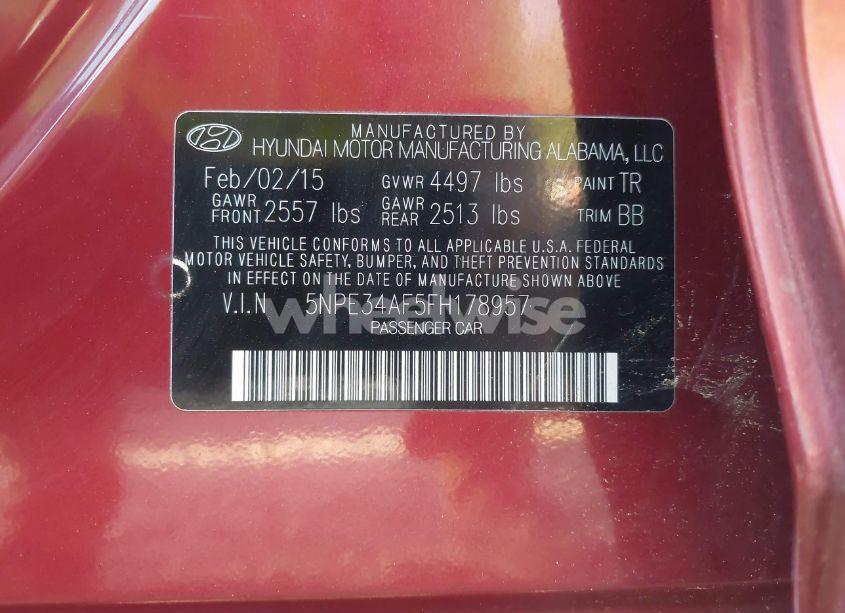 MANUFACTURED BY
HYUNDAI MOTOR MANUFACTURING ALABAMA, LLC
Feb/02/15 GVWR 4497 lbs PAINT TR
GAWR FRONT 2557 lbs GAWR REAR 2513 lbs TRIM BB
THIS VEHICLE CONFORMS TO ALL APPLICABLE U.S.A. FEDERAL
MOTOR VEHICLE SAFETY, BUMPER, AND THEFT PREVENTION STANDARDS
IN EFFECT ON THE DATE OF MANUFACTURE SHOWN ABOVE
V.I.N 5NPE34AF5FH178957
wheelwise
PASSENGER CAR